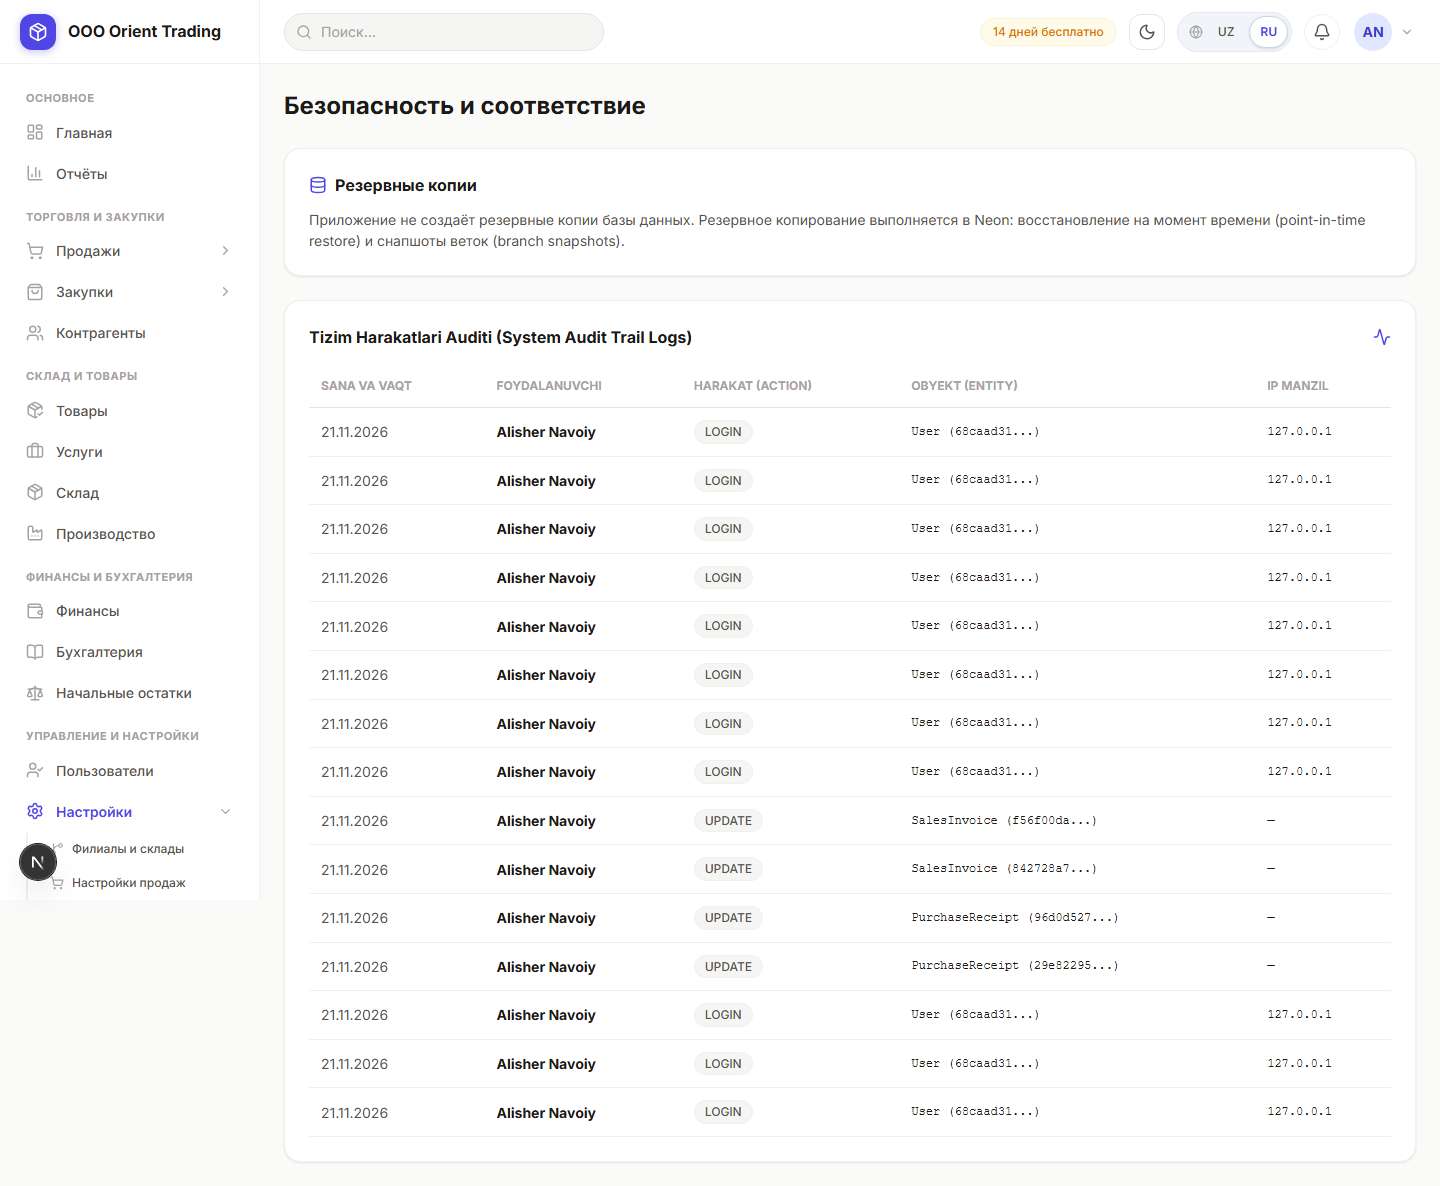 ООО Orient Trading
Поиск...
14 дней бесплатно
UZ
RU
AN
ОСНОВНОЕ
Главная
Отчёты
ТОРГОВЛЯ И ЗАКУПКИ
Продажи
Закупки
Контрагенты
СКЛАД И ТОВАРЫ
Товары
Услуги
Склад
Производство
ФИНАНСЫ И БУХГАЛТЕРИЯ
Финансы
Бухгалтерия
Начальные остатки
УПРАВЛЕНИЕ И НАСТРОЙКИ
Пользователи
Настройки
Филиалы и склады
Настройки продаж
N
Безопасность и соответствие
Резервные копии
Приложение не создаёт резервные копии базы данных. Резервное копирование выполняется в Neon: восстановление на момент времени (point-in-time
restore) и снапшоты веток (branch snapshots).
Tizim Harakatlari Auditi (System Audit Trail Logs)
SANA VA VAQT FOYDALANUVCHI HARAKAT (ACTION) OBYEKT (ENTITY) IP MANZIL
21.11.2026 Alisher Navoiy LOGIN User (68caad31...) 127.0.0.1
21.11.2026 Alisher Navoiy LOGIN User (68caad31...) 127.0.0.1
21.11.2026 Alisher Navoiy LOGIN User (68caad31...) 127.0.0.1
21.11.2026 Alisher Navoiy LOGIN User (68caad31...) 127.0.0.1
21.11.2026 Alisher Navoiy LOGIN User (68caad31...) 127.0.0.1
21.11.2026 Alisher Navoiy LOGIN User (68caad31...) 127.0.0.1
21.11.2026 Alisher Navoiy LOGIN User (68caad31...) 127.0.0.1
21.11.2026 Alisher Navoiy LOGIN User (68caad31...) 127.0.0.1
21.11.2026 Alisher Navoiy UPDATE SalesInvoice (f56f00da...) —
21.11.2026 Alisher Navoiy UPDATE SalesInvoice (842728a7...) —
21.11.2026 Alisher Navoiy UPDATE PurchaseReceipt (96d0d527...) —
21.11.2026 Alisher Navoiy UPDATE PurchaseReceipt (29e82295...) —
21.11.2026 Alisher Navoiy LOGIN User (68caad31...) 127.0.0.1
21.11.2026 Alisher Navoiy LOGIN User (68caad31...) 127.0.0.1
21.11.2026 Alisher Navoiy LOGIN User (68caad31...) 127.0.0.1